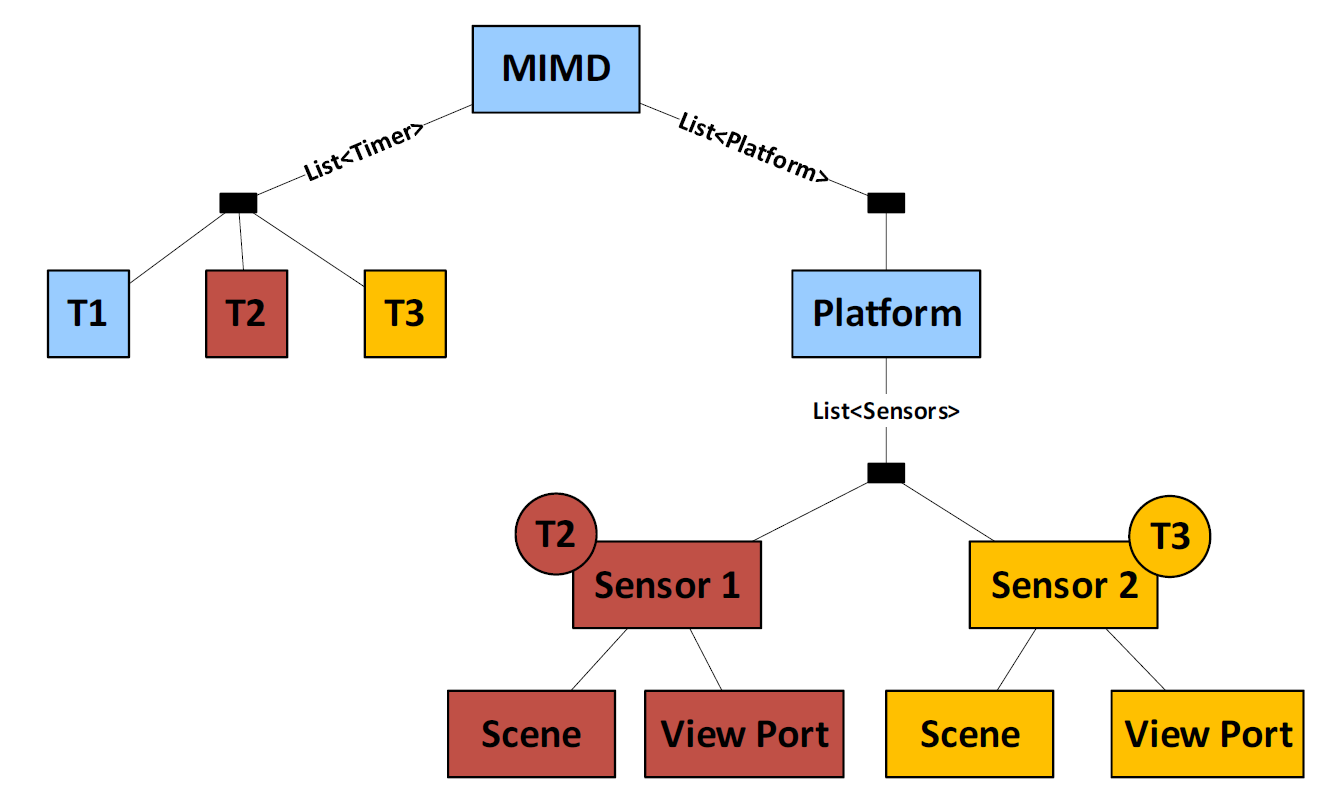 MIMD
List<Timer>
List<Platform>
T1
T2
T3
Platform
List<Sensors>
T2
T3
Sensor 1
Sensor 2
Scene
View Port
Scene
View Port